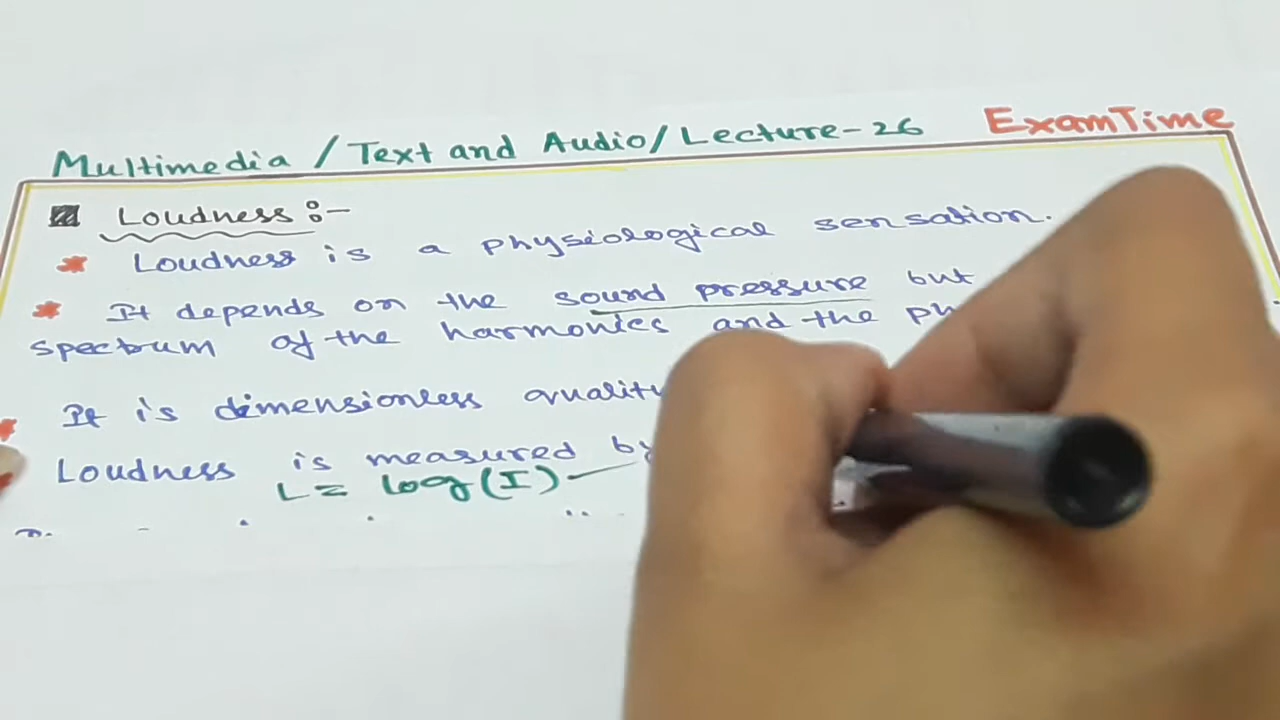 Multimedia / Text and Audio / Lecture-26 ExamTime
Loudness :-
* Loudness is a physiological sensation.
* It depends on the sound pressure but
spectrum of the harmonics and the
* It is dimensionless
Loudness is measured
L = log(I)